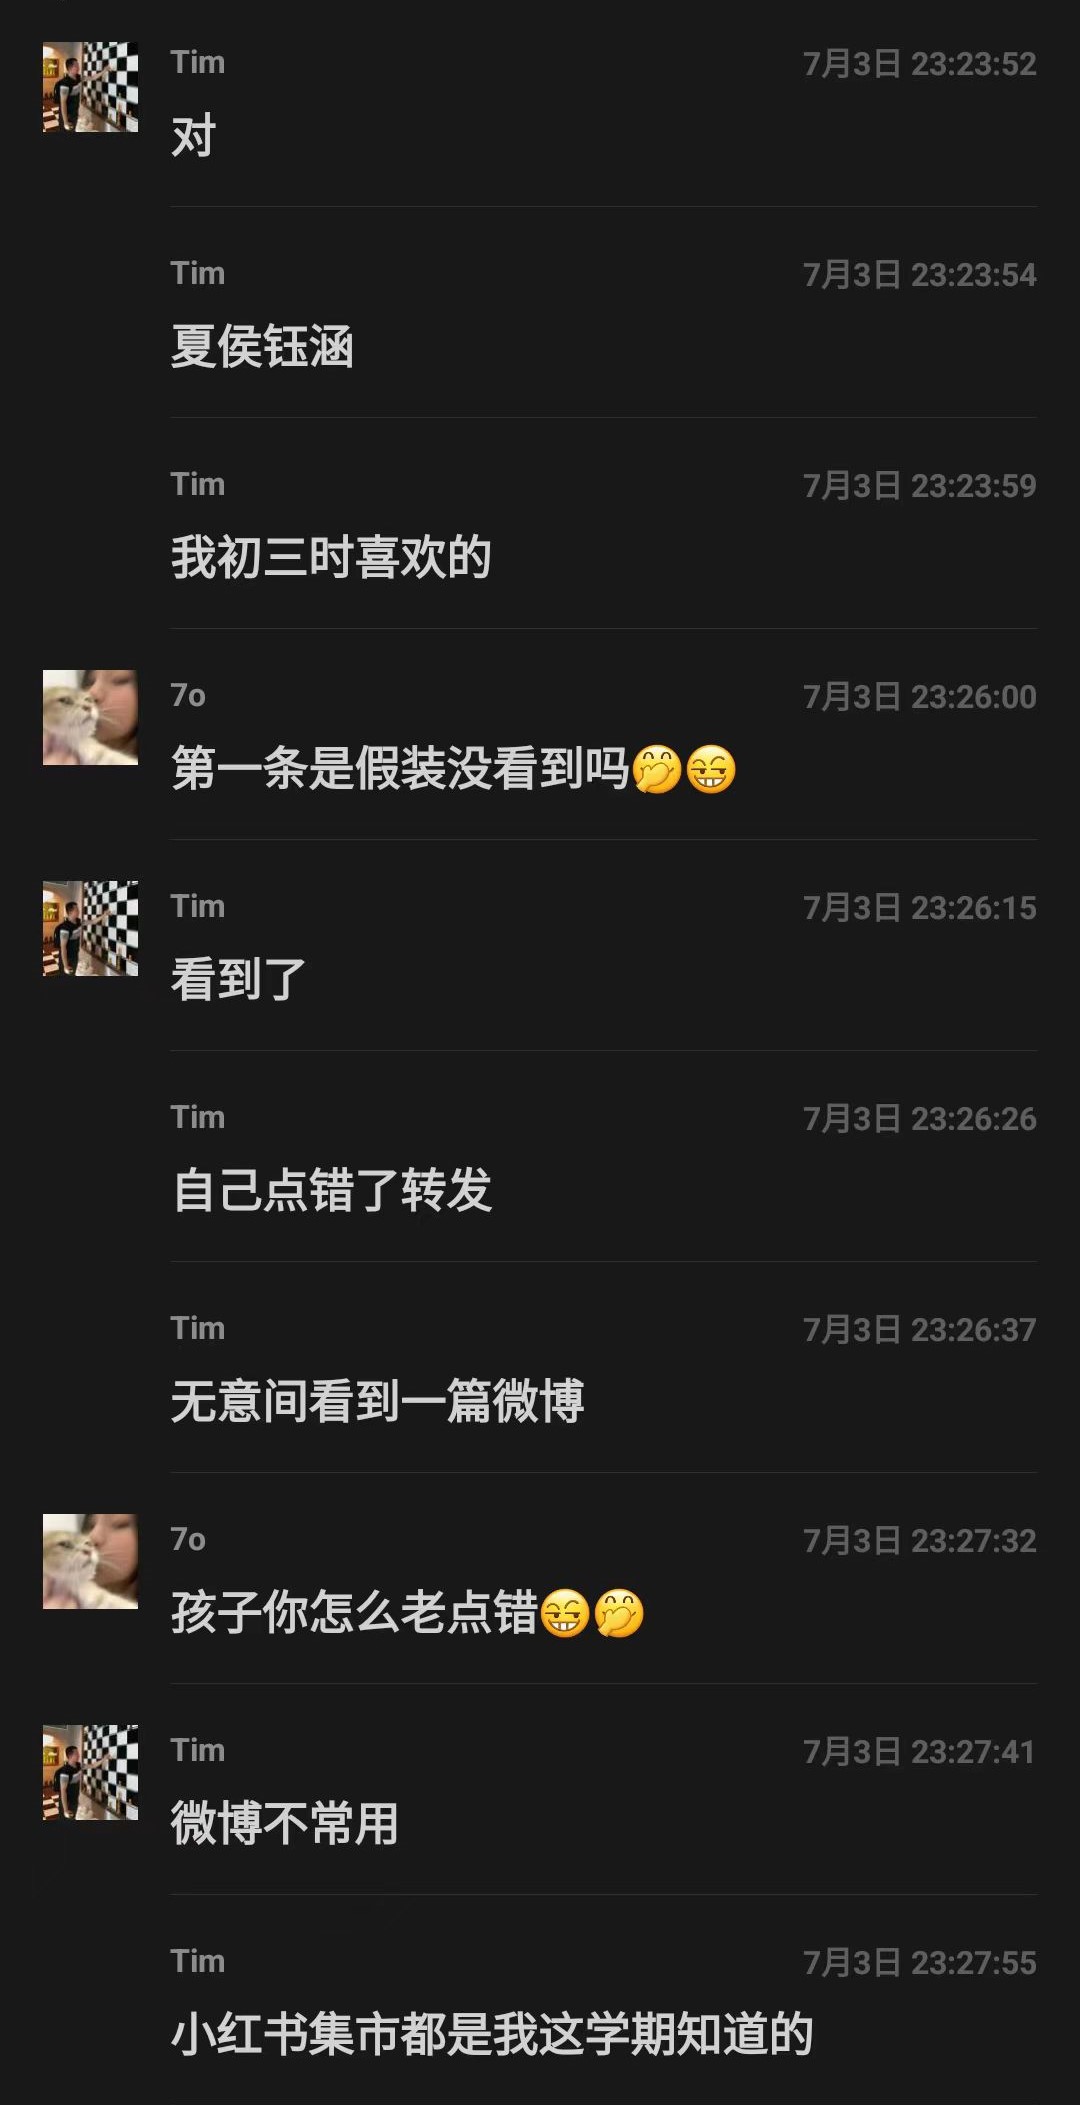 Tim 7月3日 23:23:52
对
Tim 7月3日 23:23:54
夏侯钰涵
Tim 7月3日 23:23:59
我初三时喜欢的
7o 7月3日 23:26:00
第一条是假装没看到吗🤭😁
Tim 7月3日 23:26:15
看到了
Tim 7月3日 23:26:26
自己点错了转发
Tim 7月3日 23:26:37
无意间看到一篇微博
7o 7月3日 23:27:32
孩子你怎么老点错😁🤭
Tim 7月3日 23:27:41
微博不常用
Tim 7月3日 23:27:55
小红书集市都是我这学期知道的